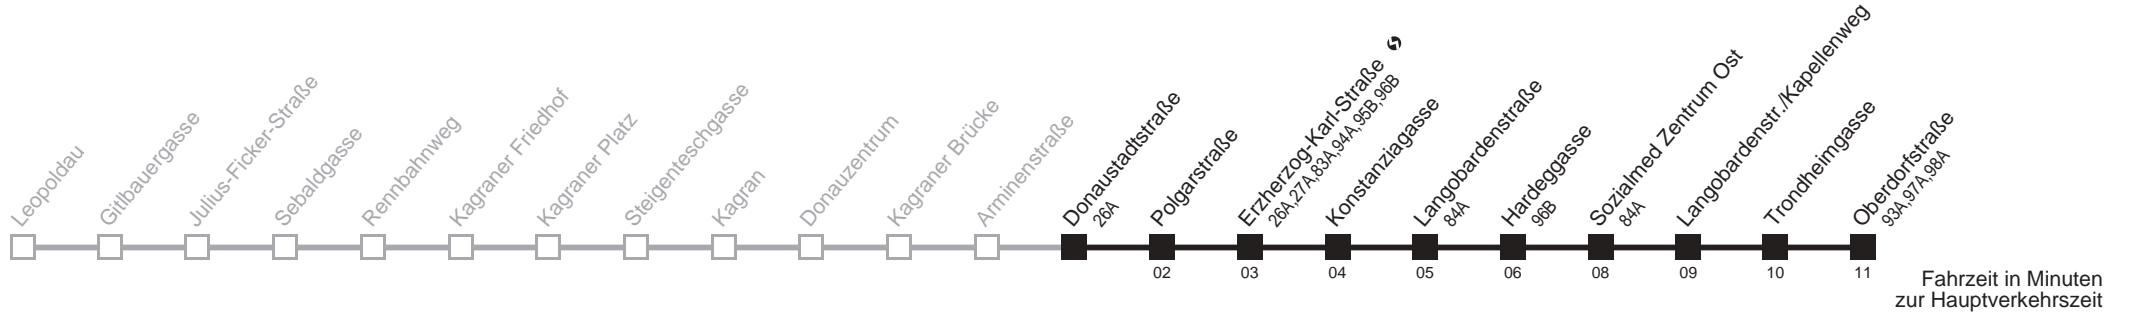 Leopoldau
Gitlbauergasse
Julius-Ficker-Straße
Sebaldgasse
Rennbahnweg
Kagraner Friedhof
Kagraner Platz
Steigenteschgasse
Kagran
Donauzentrum
Kagraner Brücke
Arminenstraße
Donaustadtstraße
26A
Polgarstraße
Erzherzog-Karl-Straße
26A,27A,83A,94A,95B,96B
Konstanziagasse
Langobardenstraße
84A
Hardeggasse
96B
Sozialmed Zentrum Ost
84A
Langobardenstr./Kapellenweg
Trondheimgasse
Oberdorfstraße
93A,97A,98A
02 03 04 05 06 08 09 10 11
Fahrzeit in Minuten
zur Hauptverkehrszeit